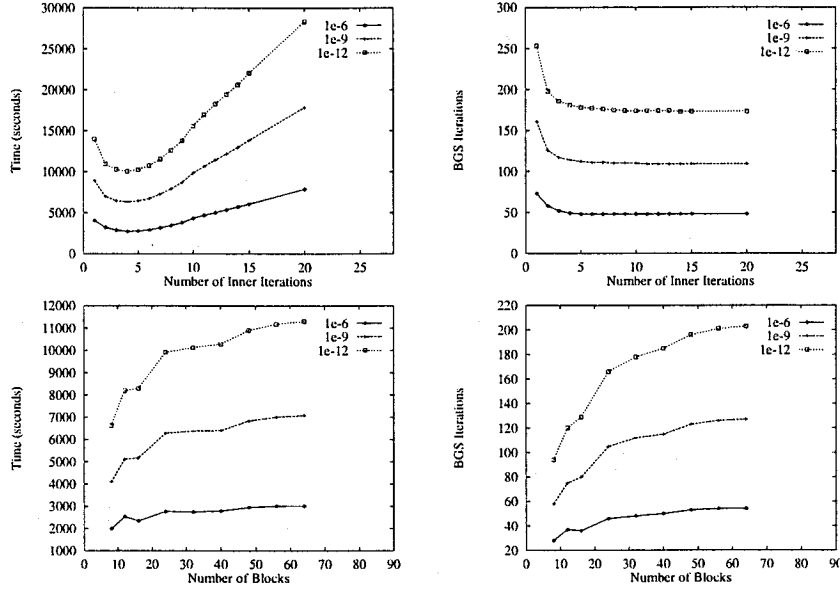 30000
25000
20000
15000
10000
5000
0
Time (seconds)
1e-6
1e-9
1e-12
0 5 10 15 20 25
Number of Inner Iterations
300
250
200
150
100
50
0
BGS Iterations
1e-6
1e-9
1e-12
0 5 10 15 20 25
Number of Inner Iterations
12000
11000
10000
9000
8000
7000
6000
5000
4000
3000
2000
1000
Time (seconds)
1e-6
1e-9
1e-12
0 10 20 30 40 50 60 70 80 90
Number of Blocks
220
200
180
160
140
120
100
80
60
40
20
BGS Iterations
1e-6
1e-9
1e-12
0 10 20 30 40 50 60 70 80 90
Number of Blocks